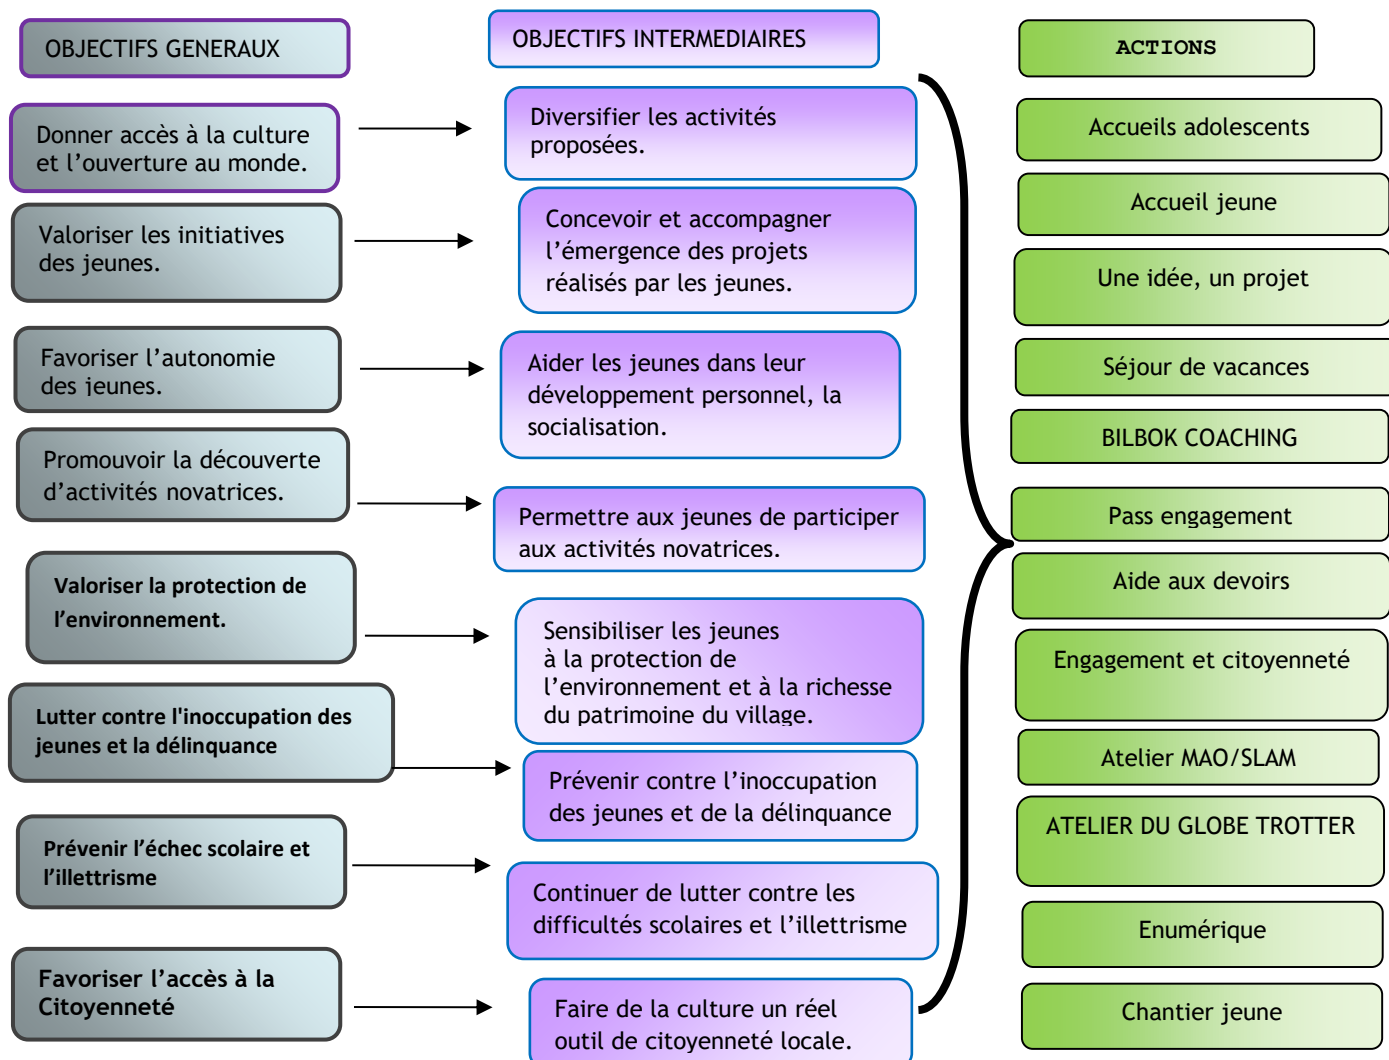 OBJECTIFS GENERAUX
Donner accès à la culture
et l’ouverture au monde.
Valoriser les initiatives
des jeunes.
Favoriser l’autonomie
des jeunes.
Promouvoir la découverte
d’activités novatrices.
Valoriser la protection de
l’environnement.
Lutter contre l'inoccupation des
jeunes et la délinquance
Prévenir l’échec scolaire et
l’illettrisme
Favoriser l’accès à la
Citoyenneté
OBJECTIFS INTERMEDIAIRES
Diversifier les activités
proposées.
Concevoir et accompagner
l’émergence des projets
réalisés par les jeunes.
Aider les jeunes dans leur
développement personnel, la
socialisation.
Permettre aux jeunes de participer
aux activités novatrices.
Sensibiliser les jeunes
à la protection de
l’environnement et à la richesse
du patrimoine du village.
Prévenir contre l’inoccupation
des jeunes et de la délinquance
Continuer de lutter contre les
difficultés scolaires et l’illettrisme
Faire de la culture un réel
outil de citoyenneté locale.
ACTIONS
Accueils adolescents
Accueil jeune
Une idée, un projet
Séjour de vacances
BILBOK COACHING
Pass engagement
Aide aux devoirs
Engagement et citoyenneté
Atelier MAO/SLAM
ATELIER DU GLOBE TROTTER
Enumérique
Chantier jeune